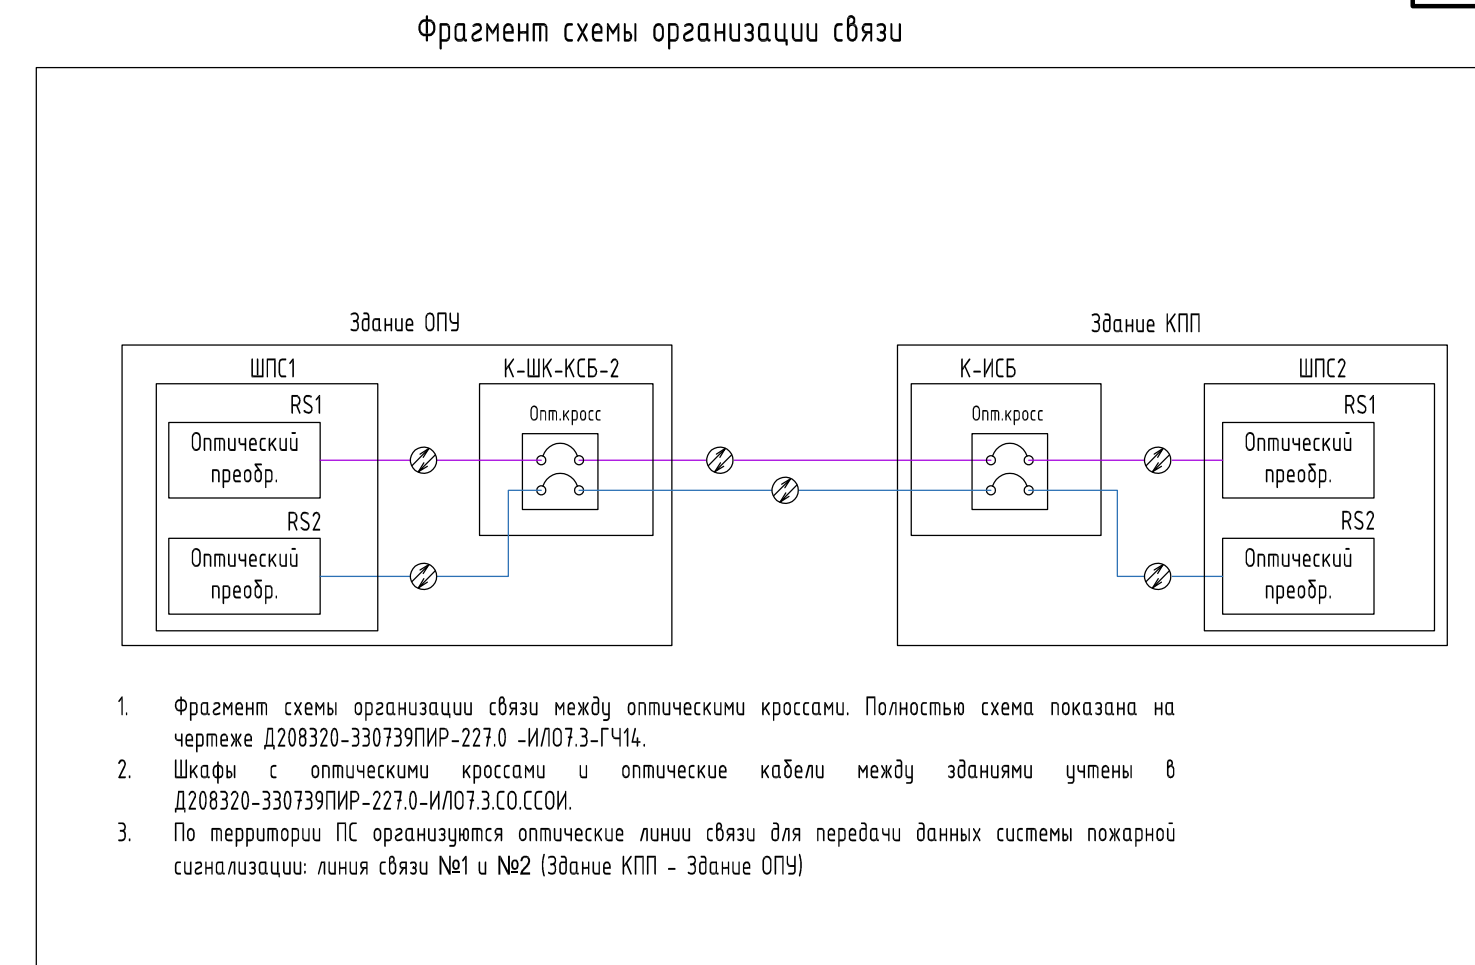 Фрагмент схемы организации связи
Здание ОПУ
Здание КПП
ШПС1
К-ШК-КСБ-2
К-ИСБ
ШПС2
RS1
Опт.кросс
Опт.кросс
RS1
Оптический
преобр.
Оптический
преобр.
RS2
RS2
Оптический
преобр.
Оптический
преобр.
1. Фрагмент схемы организации связи между оптическими кроссами. Полностью схема показана на
чертеже Д208320-330739ПИР-227.0 -ИЛО7.3-ГЧ14.
2. Шкафы с оптическими кроссами и оптические кабели между зданиями учтены в
Д208320-330739ПИР-227.0-ИЛО7.3.СО.ССОИ.
3. По территории ПС организуются оптические линии связи для передачи данных системы пожарной
сигнализации: линия связи №1 и №2 (Здание КПП - Здание ОПУ)